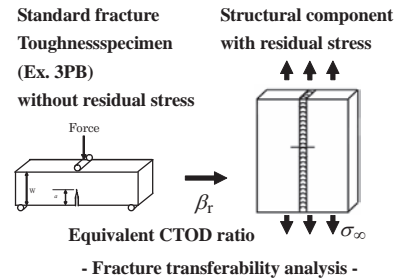 Standard fracture
Toughnessspecimen
(Ex. 3PB)
without residual stress
Structural component
with residual stress
Force
W
a
βr
σ∞
Equivalent CTOD ratio
- Fracture transferability analysis -